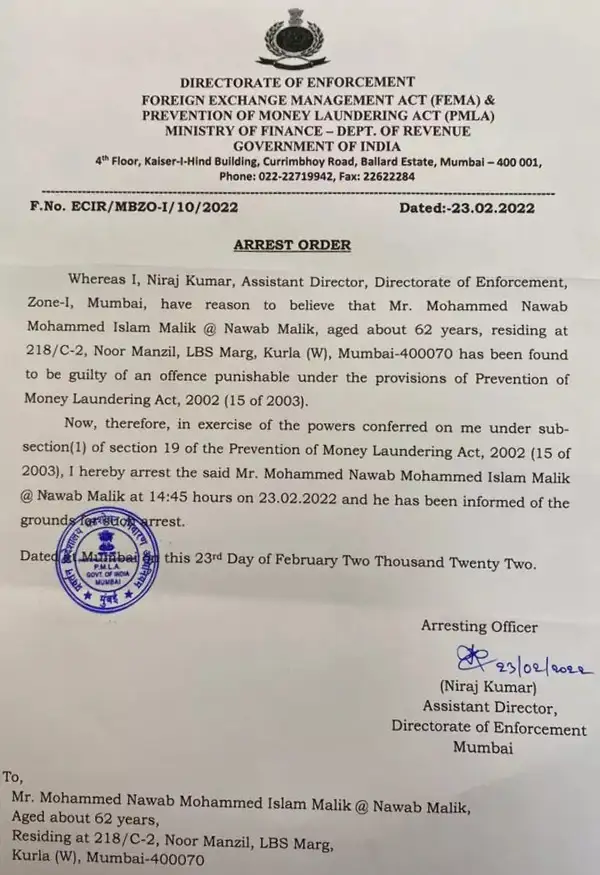 DIRECTORATE OF ENFORCEMENT
FOREIGN EXCHANGE MANAGEMENT ACT (FEMA) &
PREVENTION OF MONEY LAUNDERING ACT (PMLA)
MINISTRY OF FINANCE – DEPT. OF REVENUE
GOVERNMENT OF INDIA
4th Floor, Kaiser-I-Hind Building, Currimbhoy Road, Ballard Estate, Mumbai – 400 001,
Phone: 022-22719942, Fax: 22622284
F.No. ECIR/MBZO-I/10/2022 Dated:-23.02.2022
ARREST ORDER
Whereas I, Niraj Kumar, Assistant Director, Directorate of Enforcement,
Zone-I, Mumbai, have reason to believe that Mr. Mohammed Nawab
Mohammed Islam Malik @ Nawab Malik, aged about 62 years, residing at
218/C-2, Noor Manzil, LBS Marg, Kurla (W), Mumbai-400070 has been found
to be guilty of an offence punishable under the provisions of Prevention of
Money Laundering Act, 2002 (15 of 2003).
Now, therefore, in exercise of the powers conferred on me under sub-
section(1) of section 19 of the Prevention of Money Laundering Act, 2002 (15 of
2003), I hereby arrest the said Mr. Mohammed Nawab Mohammed Islam Malik
@ Nawab Malik at 14:45 hours on 23.02.2022 and he has been informed of the
grounds for such arrest.
Dated at Mumbai on this 23rd Day of February Two Thousand Twenty Two.
P.M.L.A.
GOVT. OF INDIA
MUMBAI
मुंबई
Arresting Officer
23/02/2022
(Niraj Kumar)
Assistant Director,
Directorate of Enforcement
Mumbai
To,
Mr. Mohammed Nawab Mohammed Islam Malik @ Nawab Malik,
Aged about 62 years,
Residing at 218/C-2, Noor Manzil, LBS Marg,
Kurla (W), Mumbai-400070